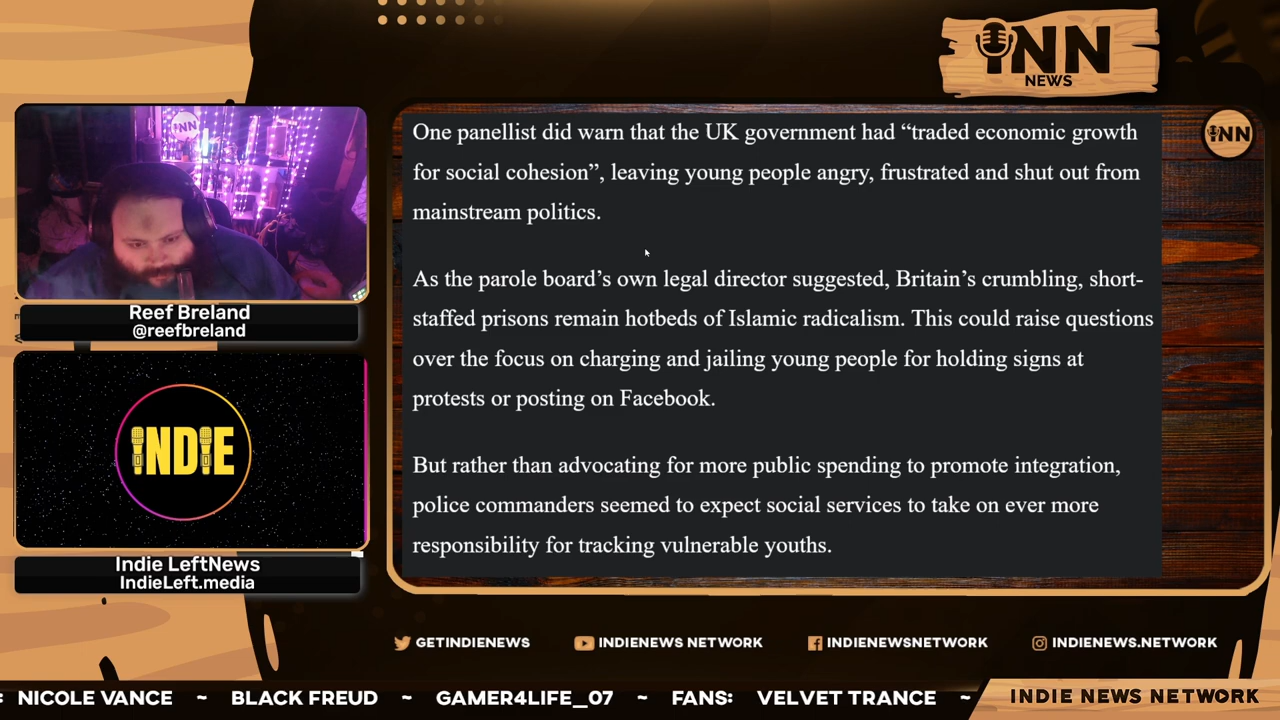 INN
NEWS
INN
INN
One panellist did warn that the UK government had “traded economic growth
for social cohesion”, leaving young people angry, frustrated and shut out from
mainstream politics.
As the parole board’s own legal director suggested, Britain’s crumbling, short-
staffed prisons remain hotbeds of Islamic radicalism. This could raise questions
over the focus on charging and jailing young people for holding signs at
protests or posting on Facebook.
But rather than advocating for more public spending to promote integration,
police commanders seemed to expect social services to take on ever more
responsibility for tracking vulnerable youths.
Reef Breland
@reefbreland
INDIE
Indie LeftNews
IndieLeft.media
GETINDIENEWS
INDIENEWS NETWORK
INDIENEWSNETWORK
INDIENEWS.NETWORK
: NICOLE VANCE ~ BLACK FREUD ~ GAMER4LIFE_07 ~ FANS: VELVET TRANCE ~
INDIE NEWS NETWORK